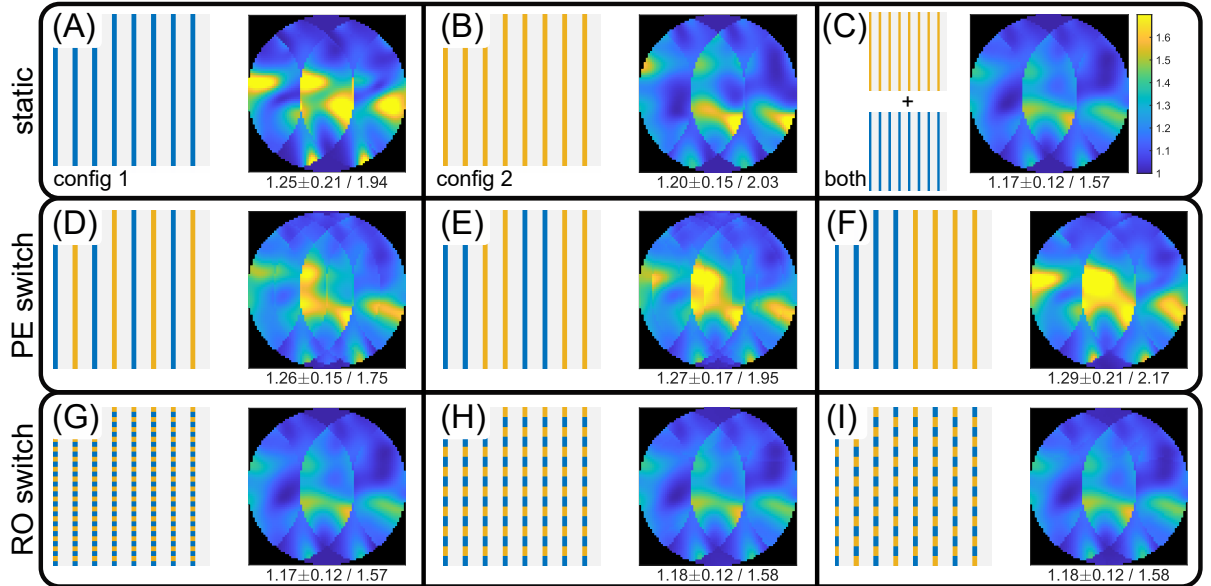 (A)
config 1
1.25±0.21 / 1.94
(B)
config 2
1.20±0.15 / 2.03
(C)
+
both
1.17±0.12 / 1.57
1.6
1.5
1.4
1.3
1.2
1.1
1
static
(D)
1.26±0.15 / 1.75
(E)
1.27±0.17 / 1.95
(F)
1.29±0.21 / 2.17
PE switch
(G)
1.17±0.12 / 1.57
(H)
1.18±0.12 / 1.58
(I)
1.18±0.12 / 1.58
RO switch